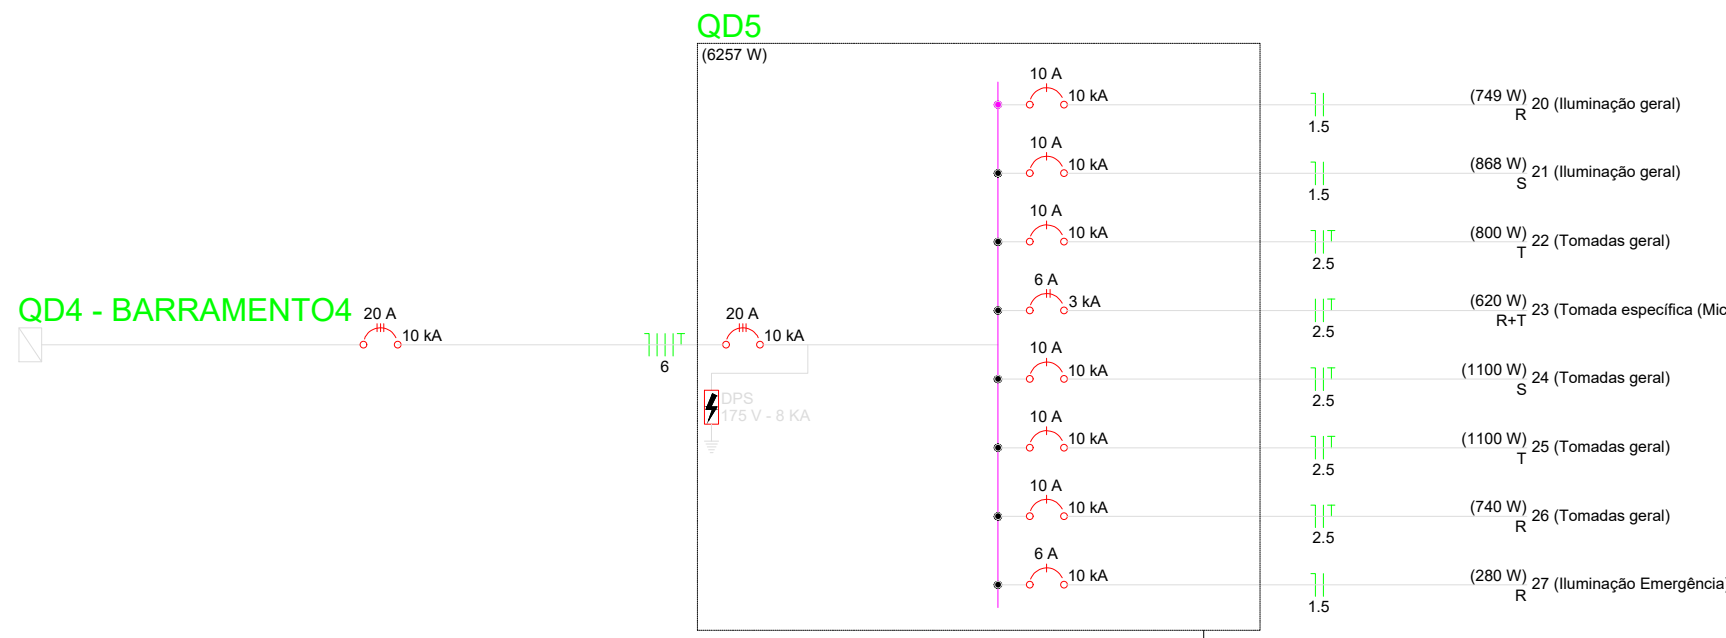 QD5
(6257 W)
10 A
10 kA
1.5
(749 W)
R
20 (Iluminação geral)
10 A
10 kA
1.5
(868 W)
S
21 (Iluminação geral)
10 A
10 kA
2.5
(800 W)
T
22 (Tomadas geral)
QD4 - BARRAMENTO4
20 A
10 kA
T
6
20 A
10 kA
DPS
175 V - 8 KA
6 A
3 kA
2.5
(620 W)
R+T
23 (Tomada específica (Mic
10 A
10 kA
2.5
(1100 W)
S
24 (Tomadas geral)
10 A
10 kA
2.5
(1100 W)
T
25 (Tomadas geral)
10 A
10 kA
2.5
(740 W)
R
26 (Tomadas geral)
6 A
10 kA
1.5
(280 W)
R
27 (Iluminação Emergência)